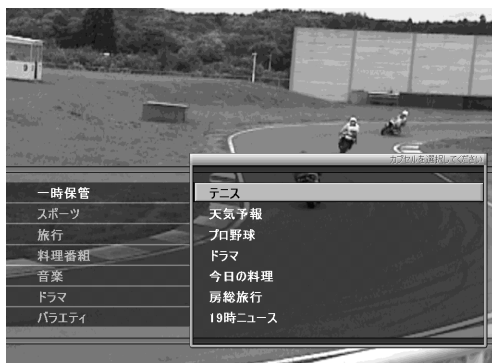 カプセルを選択してください
一時保管
スポーツ
旅行
料理番組
音楽
ドラマ
バラエティ
テニス
天気予報
プロ野球
ドラマ
今日の料理
房総旅行
19時ニュース